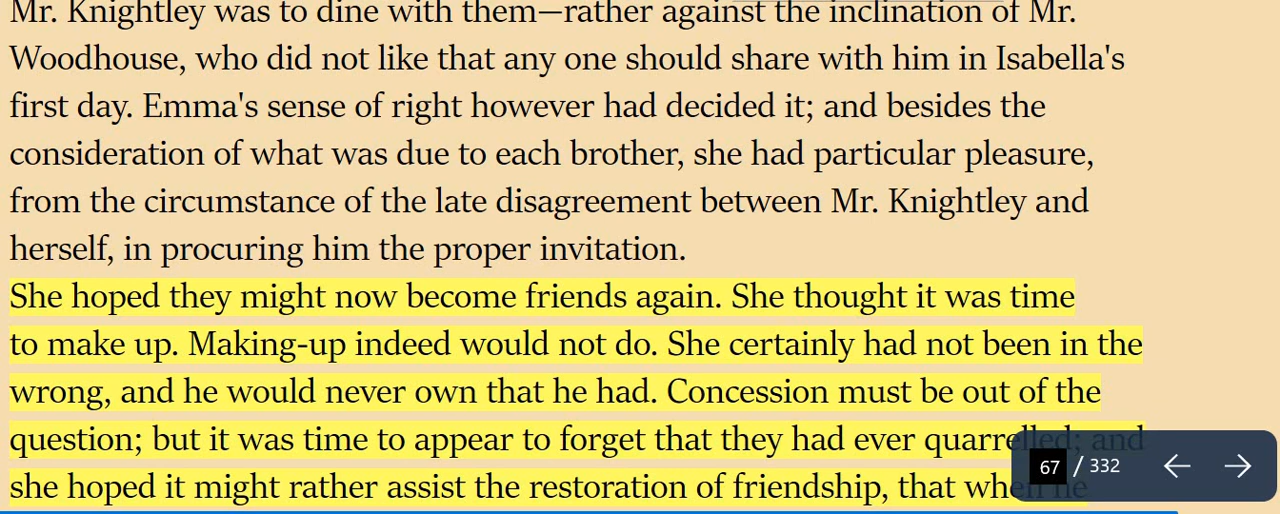 Mr. Knightley was to dine with them—rather against the inclination of Mr.
Woodhouse, who did not like that any one should share with him in Isabella's
first day. Emma's sense of right however had decided it; and besides the
consideration of what was due to each brother, she had particular pleasure,
from the circumstance of the late disagreement between Mr. Knightley and
herself, in procuring him the proper invitation.
She hoped they might now become friends again. She thought it was time
to make up. Making-up indeed would not do. She certainly had not been in the
wrong, and he would never own that he had. Concession must be out of the
question; but it was time to appear to forget that they had ever quarrelled; and
she hoped it might rather assist the restoration of friendship, that when he
67 / 332